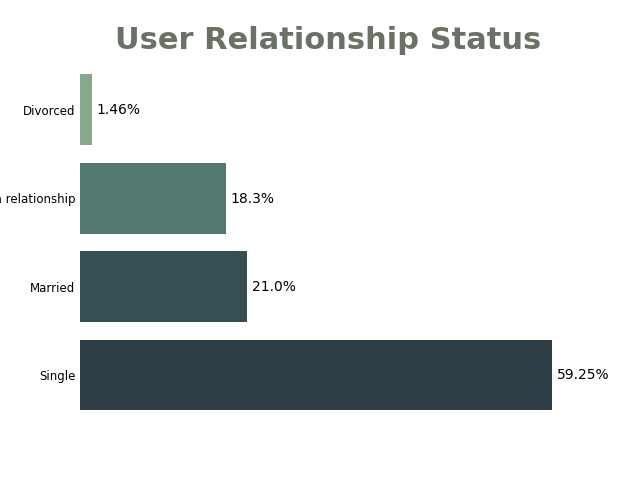 User Relationship Status
Divorced 1.46%
relationship 18.3%
Married 21.0%
Single 59.25%